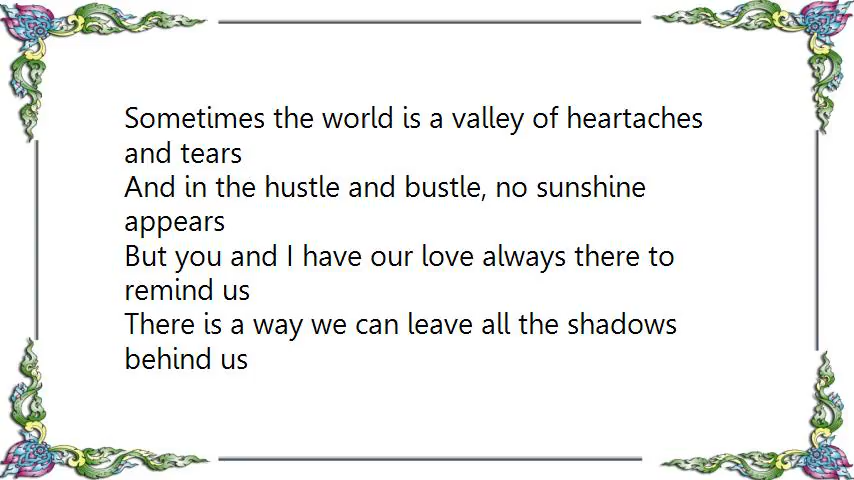 Sometimes the world is a valley of heartaches
and tears
And in the hustle and bustle, no sunshine
appears
But you and I have our love always there to
remind us
There is a way we can leave all the shadows
behind us